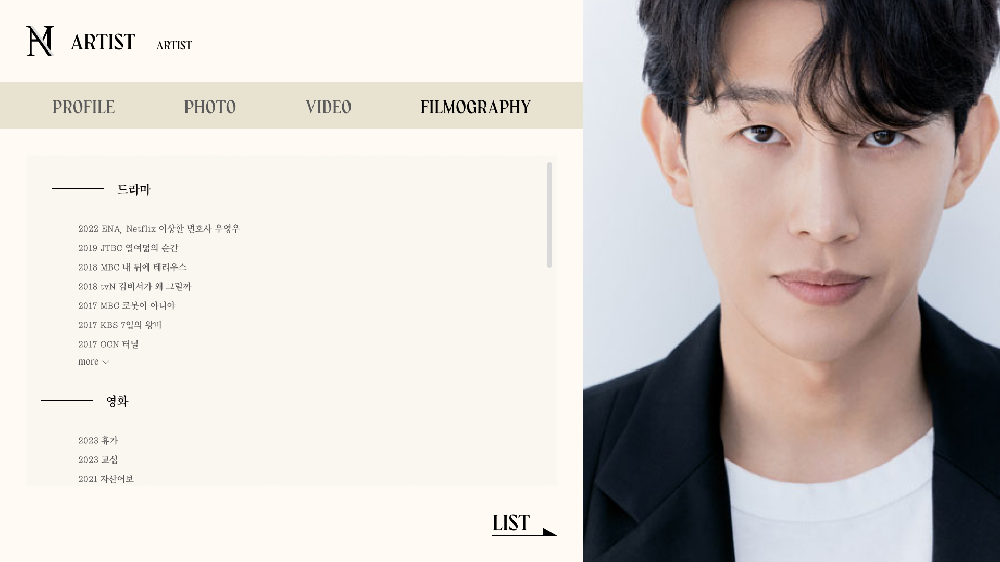 ARTIST ARTIST
PROFILE PHOTO VIDEO FILMOGRAPHY
드라마
2022 ENA, Netflix 이상한 변호사 우영우
2019 JTBC 열여덟의 순간
2018 MBC 내 뒤에 테리우스
2018 tvN 김비서가 왜 그럴까
2017 MBC 로봇이 아니야
2017 KBS 7일의 왕비
2017 OCN 터널
more
영화
2023 휴가
2023 교섭
2021 자산어보
LIST